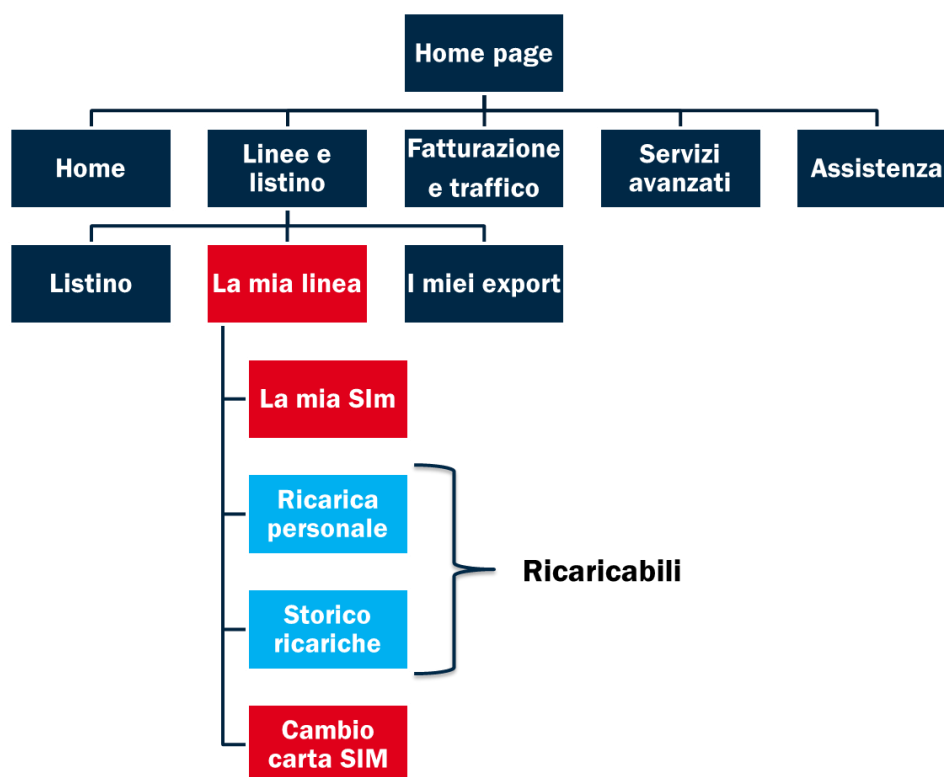 Home page
Home
Linee e
listino
Fatturazione
e traffico
Servizi
avanzati
Assistenza
Listino
La mia linea
I miei export
La mia SIm
Ricarica
personale
Storico
ricariche
Ricaricabili
Cambio
carta SIM